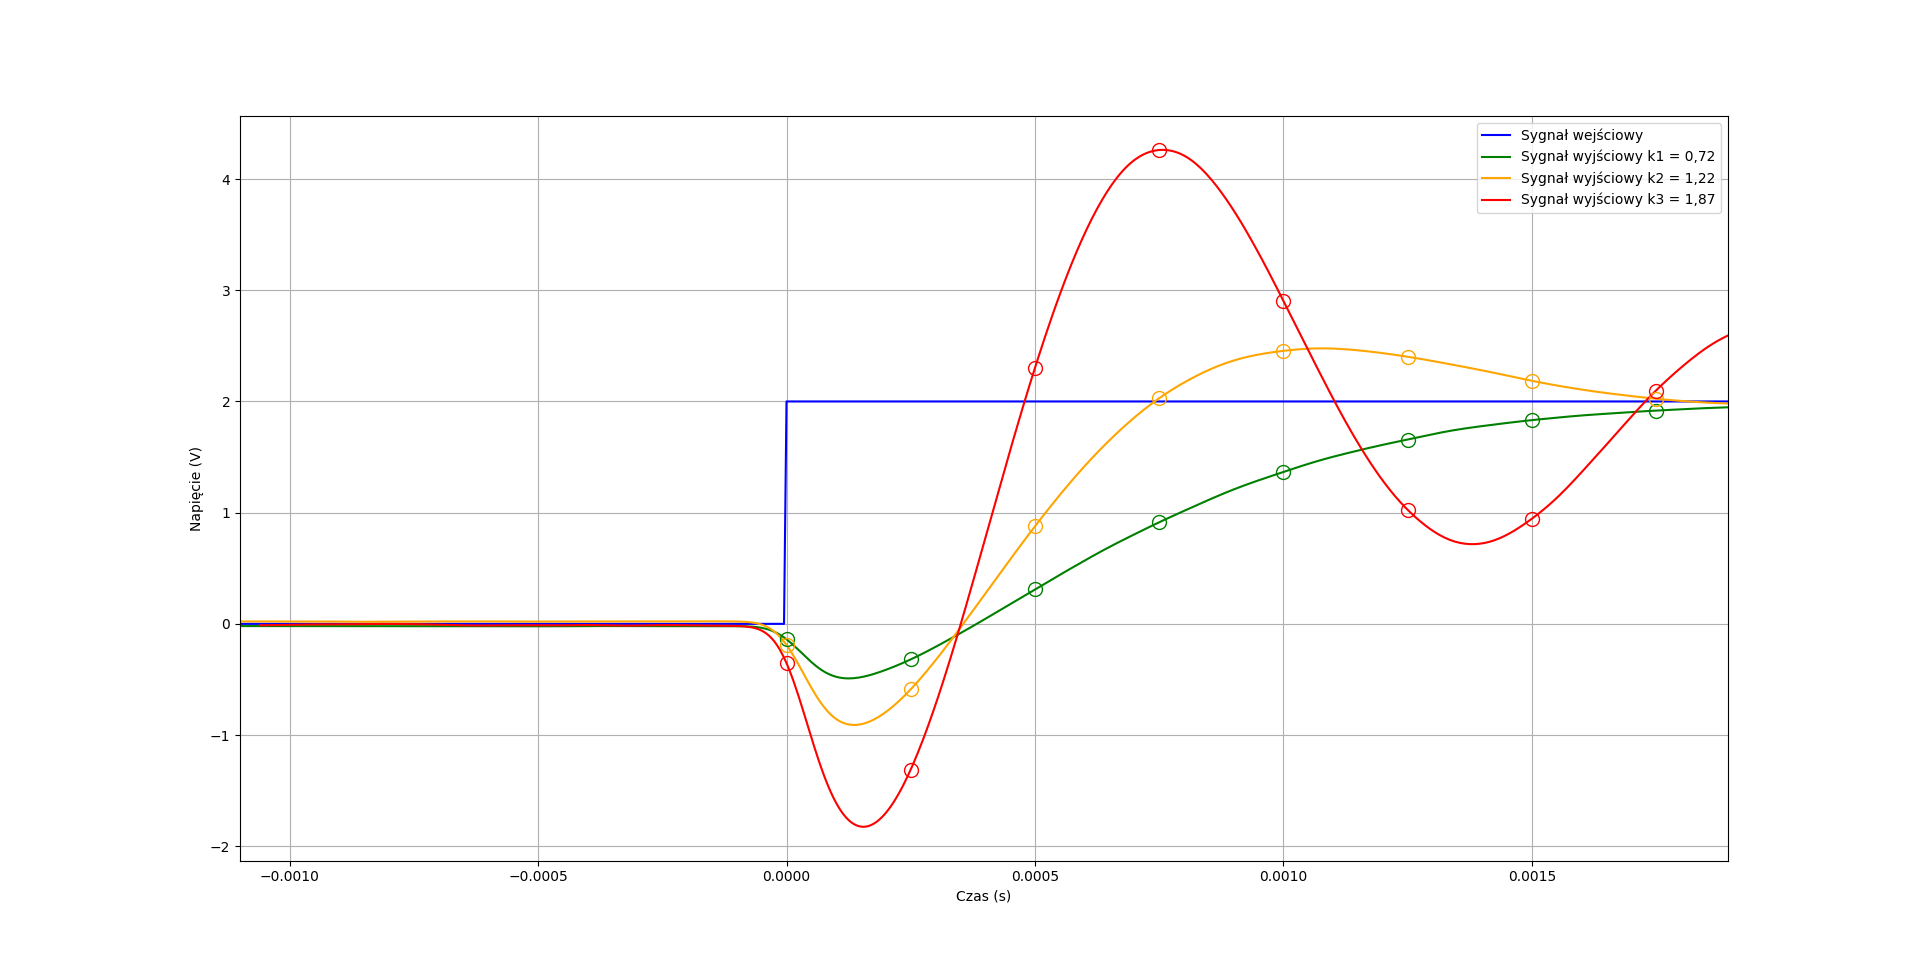 Sygnał wejściowy
Sygnał wyjściowy k1 = 0,72
Sygnał wyjściowy k2 = 1,22
Sygnał wyjściowy k3 = 1,87
4
3
2
1
0
−1
−2
Napięcie (V)
−0.0010 −0.0005 0.0000 0.0005 0.0010 0.0015
Czas (s)